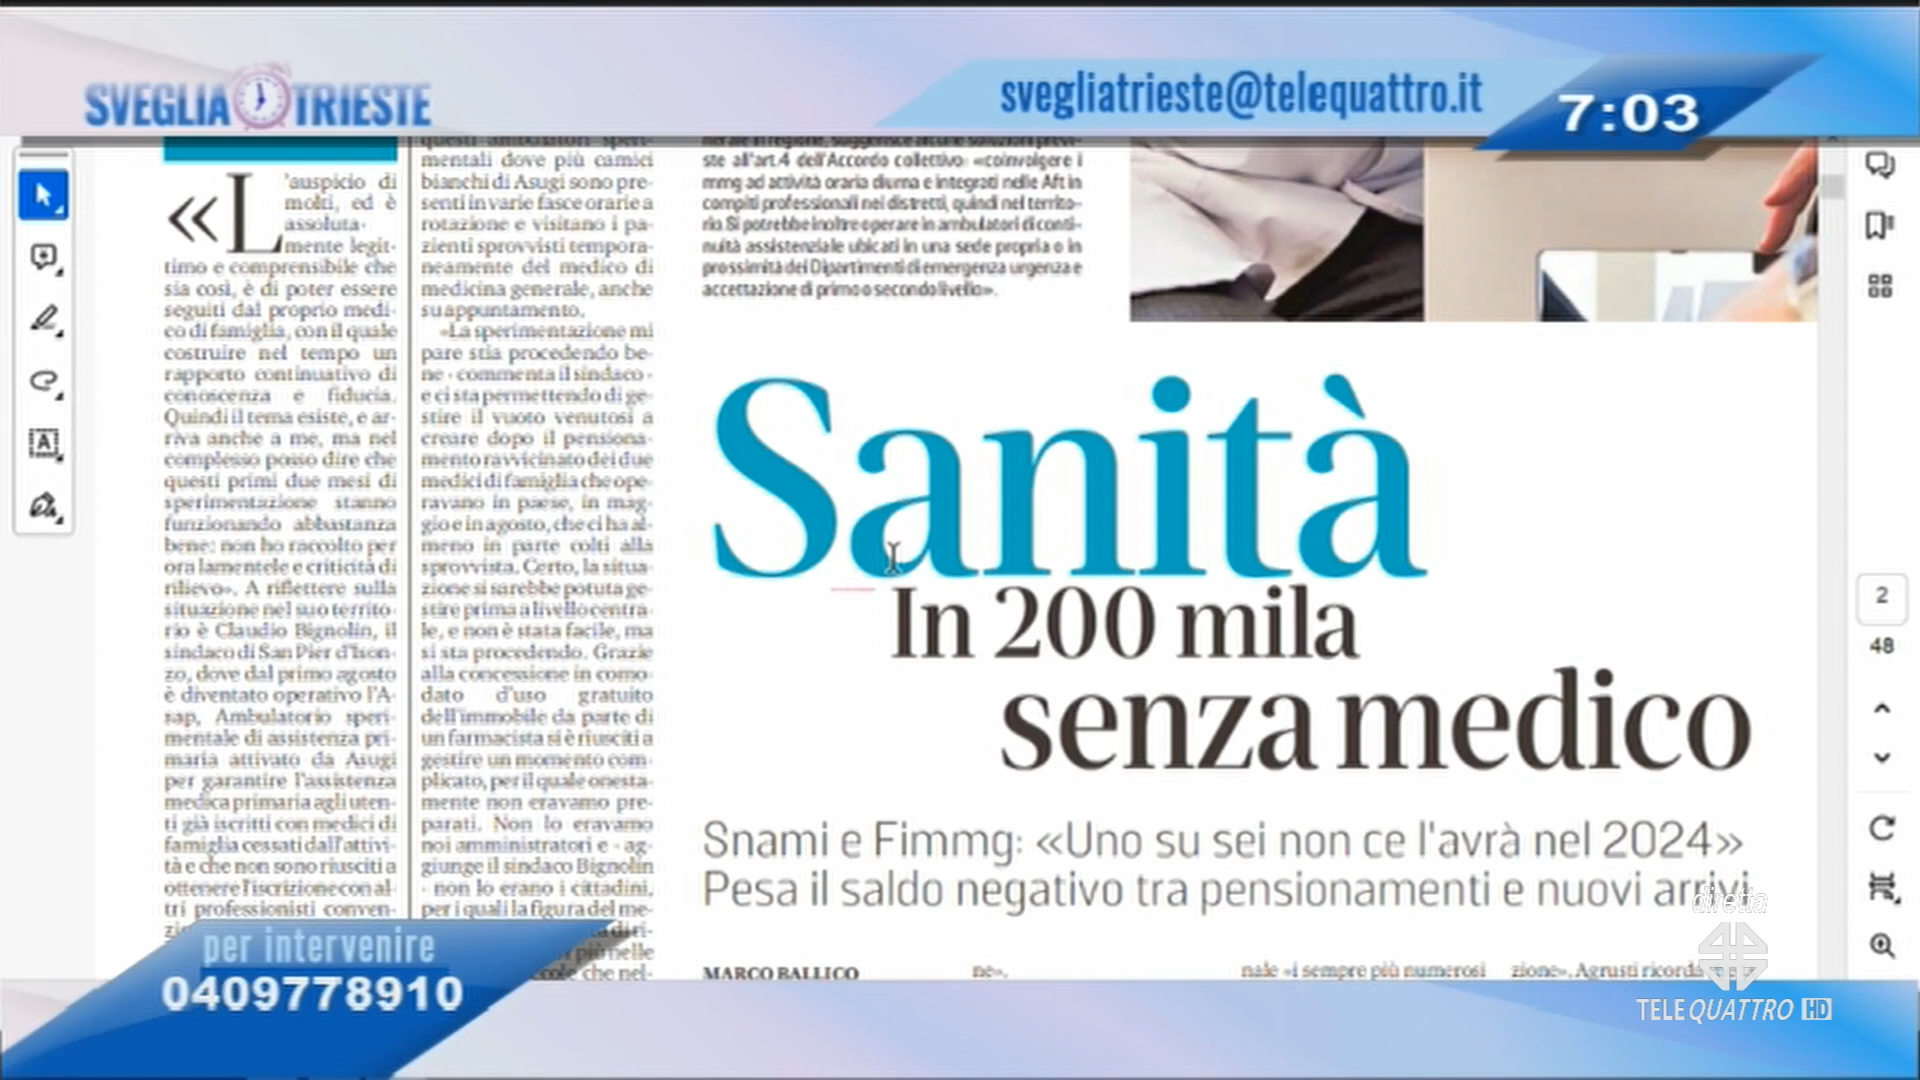 SVEGLIA TRIESTE
svegliatrieste@telequattro.it
7:03
questi ambulatori speri-
mentali dove più camici
bianchi di Asugi sono pre-
senti in varie fasce orarie a
rotazione e visitano i pa-
zienti sprovvisti tempora-
neamente del medico di
medicina generale, anche
su appuntamento.
«La sperimentazione mi
pare stia procedendo be-
ne - commenta il sindaco -
e ci sta permettendo di ge-
stire il vuoto venutosi a
creare dopo il pensiona-
mento ravvicinato dei due
medici di famiglia che ope-
ravano in paese, in mag-
gio e in agosto, che ci ha al-
meno in parte colti alla
sprovvista. Certo, la situa-
zione si sarebbe potuta ge-
stire prima a livello centra-
le, e non è stata facile, ma
si sta procedendo. Grazie
alla concessione in como-
dato d'uso gratuito
dell'immobile da parte di
un farmacista si è riusciti a
gestire un momento com-
plicato, per il quale onesta-
mente non eravamo pre-
parati. Non lo eravamo
noi amministratori e - ag-
giunge il sindaco Bignolin
- non lo erano i cittadini,
per i quali la figura del me-
«L'auspicio di
molti, ed è
assoluta-
mente legit-
timo e comprensibile che
sia così, è di poter essere
seguiti dal proprio medi-
co di famiglia, con il quale
costruire nel tempo un
rapporto continuativo di
conoscenza e fiducia.
Quindi il tema esiste, e ar-
riva anche a me, ma nel
complesso posso dire che
questi primi due mesi di
sperimentazione stanno
funzionando abbastanza
bene: non ho raccolto per
ora lamentele e criticità di
rilievo». A riflettere sulla
situazione nel suo territo-
rio è Claudio Bignolin, il
sindaco di San Pier d'Ison-
zo, dove dal primo agosto
è diventato operativo l'A-
sap, Ambulatorio speri-
mentale di assistenza pri-
maria attivato da Asugi
per garantire l'assistenza
medica primaria agli uten-
ti già iscritti con medici di
famiglia cessati dall'attivi-
tà e che non sono riusciti a
ottenere l'iscrizione con al-
tri professionisti conven-
ste all'art.4 dell'Accordo collettivo: «coinvolgere i
mmg ad attività oraria diurna e integrati nelle Aft in
compiti professionali nei distretti, quindi nel territo-
rio. Si potrebbe inoltre operare in ambulatori di conti-
nuità assistenziale ubicati in una sede propria o in
prossimità dei Dipartimenti di emergenza urgenza e
accettazione di primo o secondo livello».
Sanità
In 200 mila
senza medico
Snami e Fimmg: «Uno su sei non ce l'avrà nel 2024»
Pesa il saldo negativo tra pensionamenti e nuovi arrivi
MARCO BALLICO
ne».
nale «i sempre più numerosi
zione». Agrusti ricorda
2
48
per intervenire
0409778910
diretta
TELEQUATTRO HD